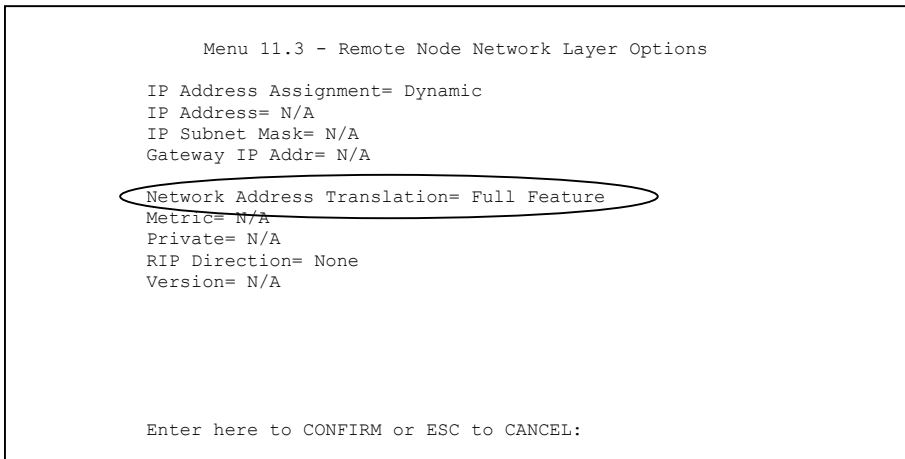 Menu 11.3 - Remote Node Network Layer Options
IP Address Assignment= Dynamic
IP Address= N/A
IP Subnet Mask= N/A
Gateway IP Addr= N/A
Network Address Translation= Full Feature
Metric= N/A
Private= N/A
RIP Direction= None
Version= N/A
Enter here to CONFIRM or ESC to CANCEL: